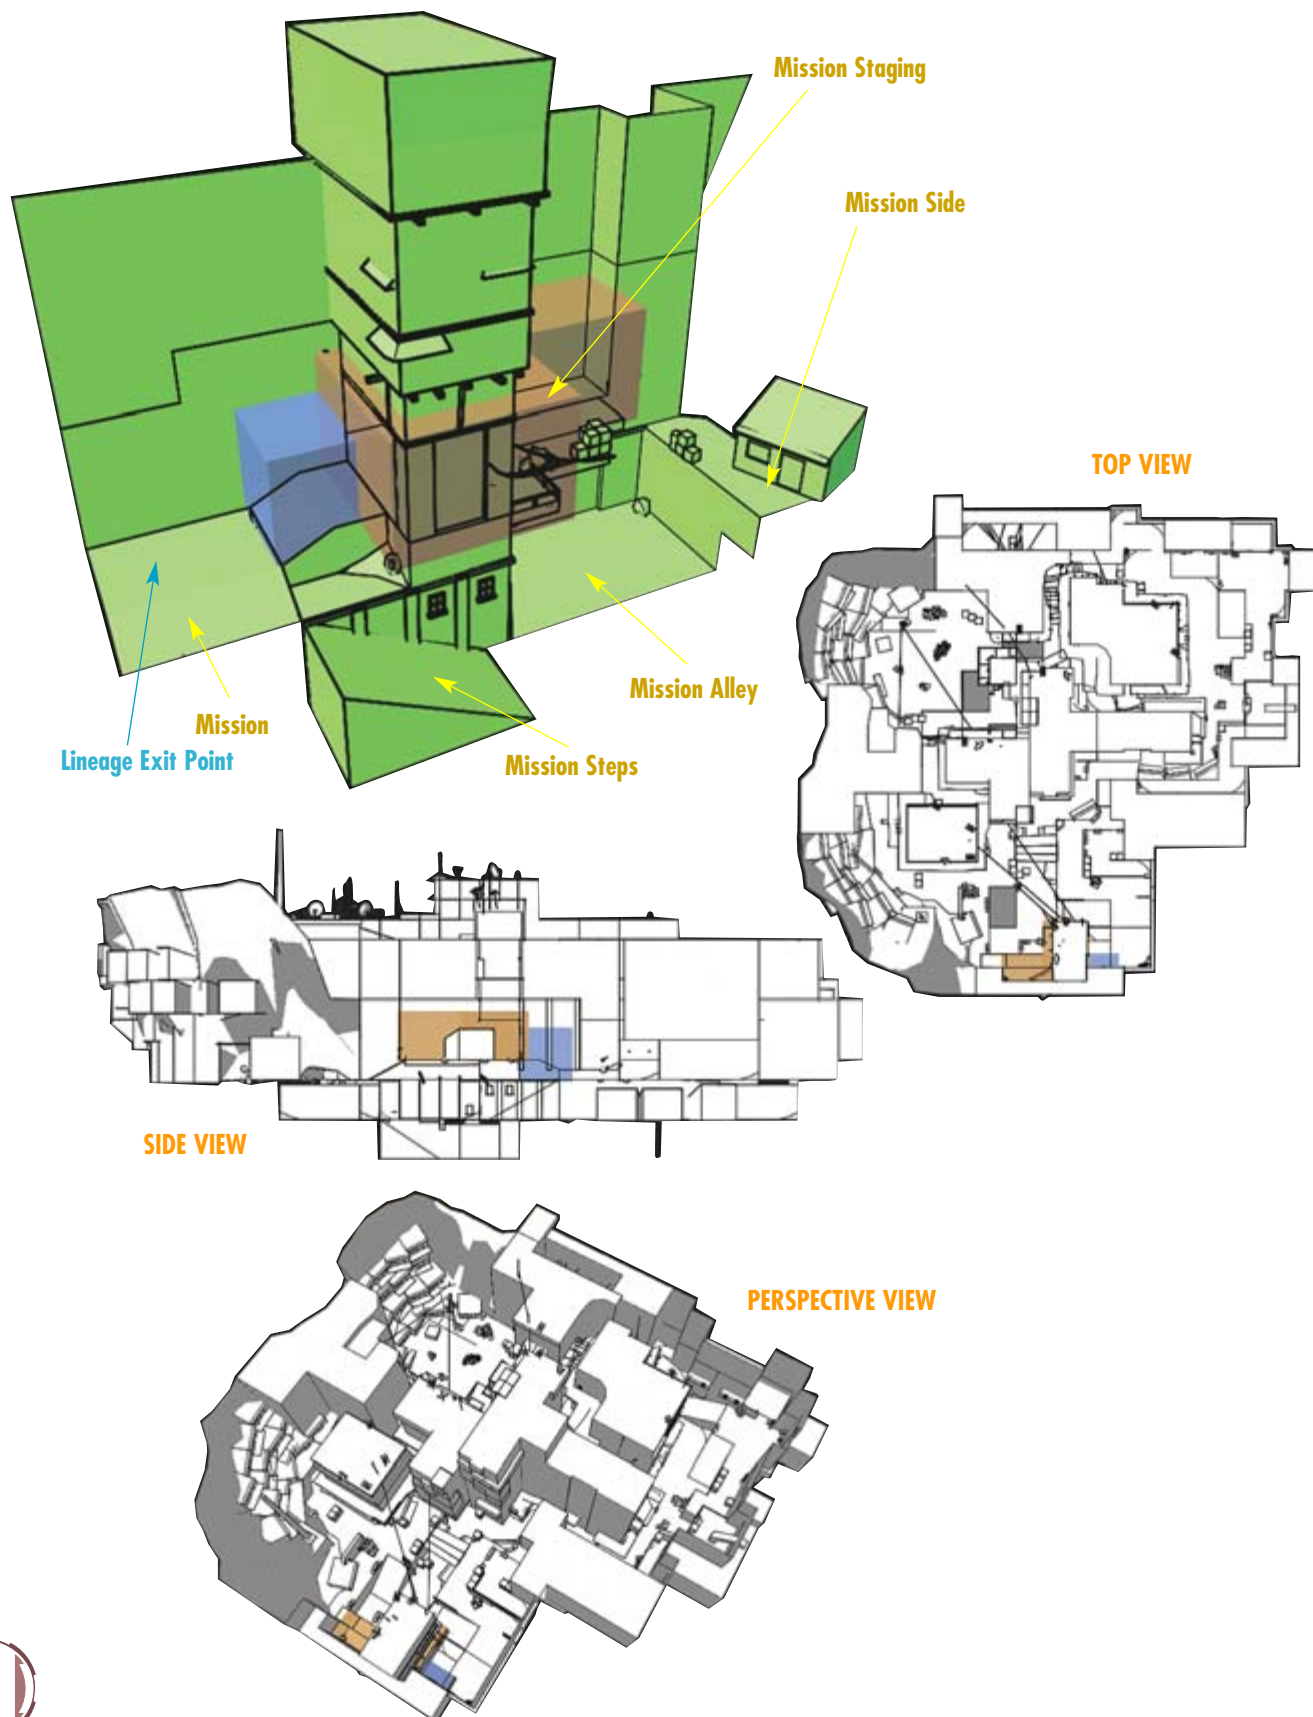 Mission Staging
Mission Side
TOP VIEW
Mission Alley
Mission
Lineage Exit Point
Mission Steps
SIDE VIEW
PERSPECTIVE VIEW